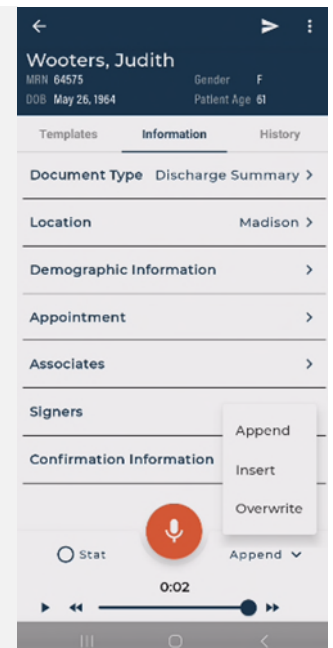 Wooters, Judith
MRN 64575 Gender F
DOB May 26, 1964 Patient Age 61
Templates Information History
Document Type Discharge Summary >
Location Madison >
Demographic Information >
Appointment >
Associates >
Signers
Append
Confirmation Information
Insert
Overwrite
Stat Append
0:02